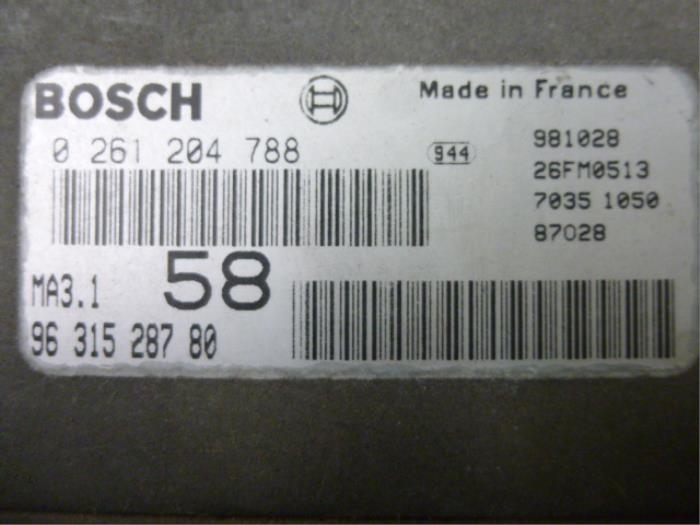 BOSCH
Made in France
0 261 204 788
944
981028
26FM0513
7035 1050
87028
MA3.1
58
96 315 287 80